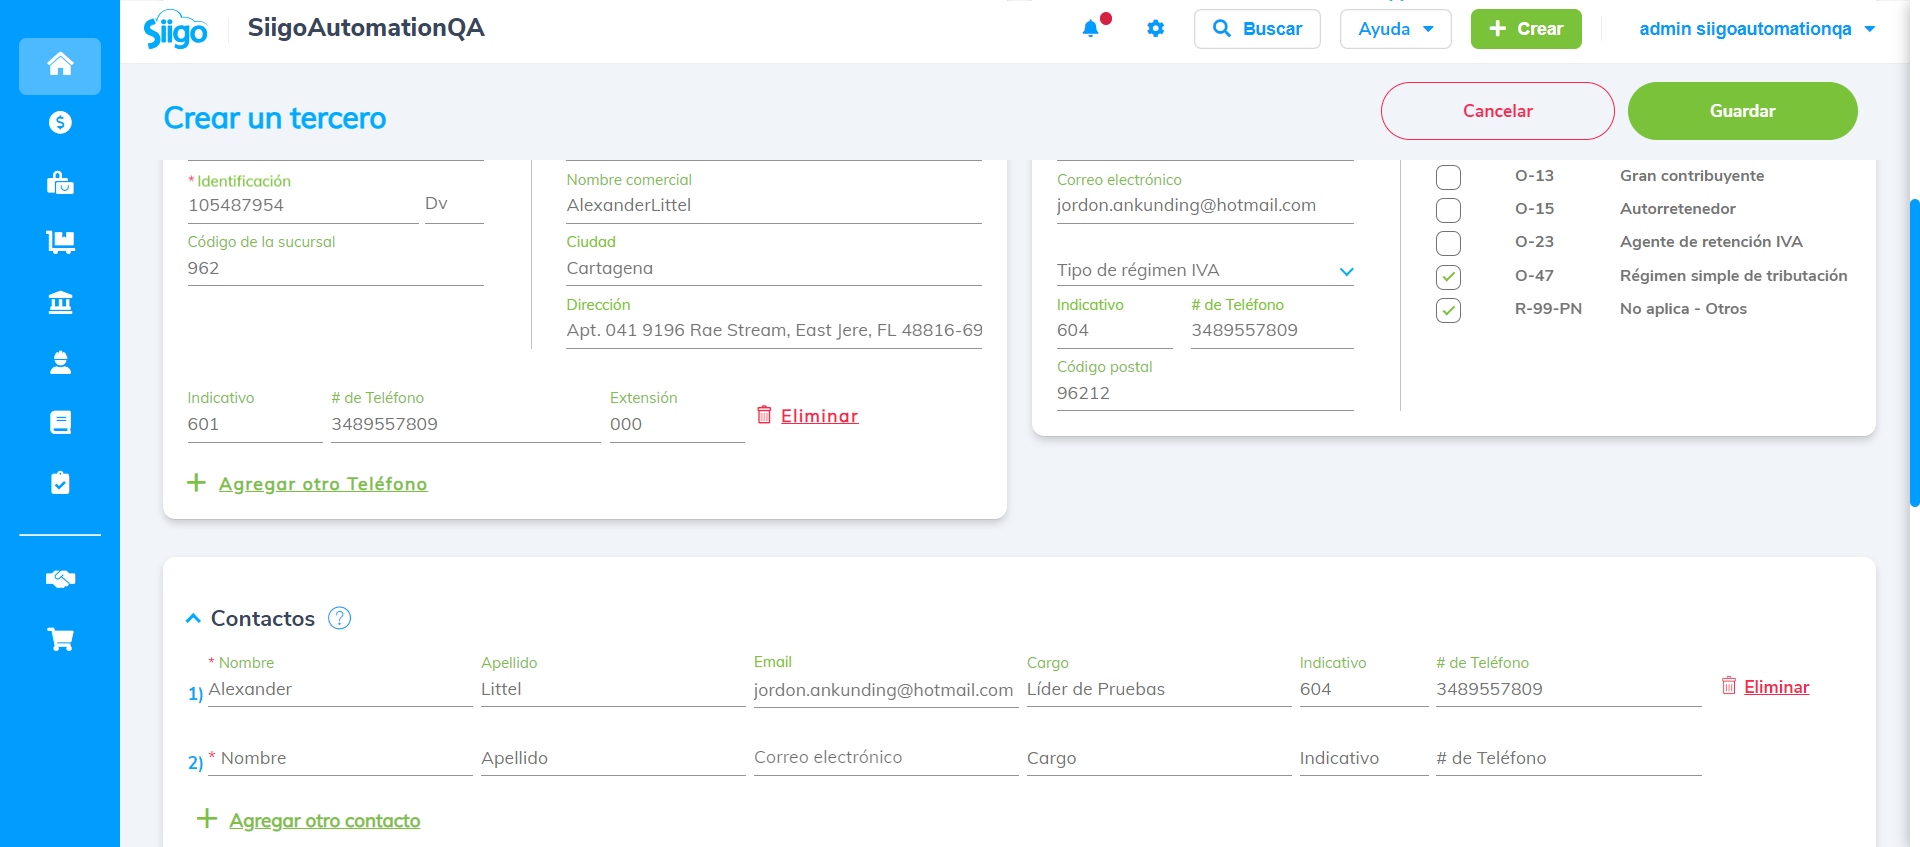 Siigo
SiigoAutomationQA
Buscar
Ayuda
Crear
admin siigoautomationqa
Crear un tercero
Cancelar
Guardar
* Identificación
105487954
Dv
Código de la sucursal
962
Nombre comercial
AlexanderLittel
Ciudad
Cartagena
Dirección
Apt. 041 9196 Rae Stream, East Jere, FL 48816-69
Indicativo
601
# de Teléfono
3489557809
Extensión
000
Eliminar
Agregar otro Teléfono
Correo electrónico
jordon.ankunding@hotmail.com
Tipo de régimen IVA
Indicativo
604
# de Teléfono
3489557809
Código postal
96212
O-13 Gran contribuyente
O-15 Autorretenedor
O-23 Agente de retención IVA
O-47 Régimen simple de tributación
R-99-PN No aplica - Otros
Contactos ?
* Nombre Apellido Email Cargo Indicativo # de Teléfono
1) Alexander Littel jordon.ankunding@hotmail.com Líder de Pruebas 604 3489557809 Eliminar
2) * Nombre Apellido Correo electrónico Cargo Indicativo # de Teléfono
Agregar otro contacto